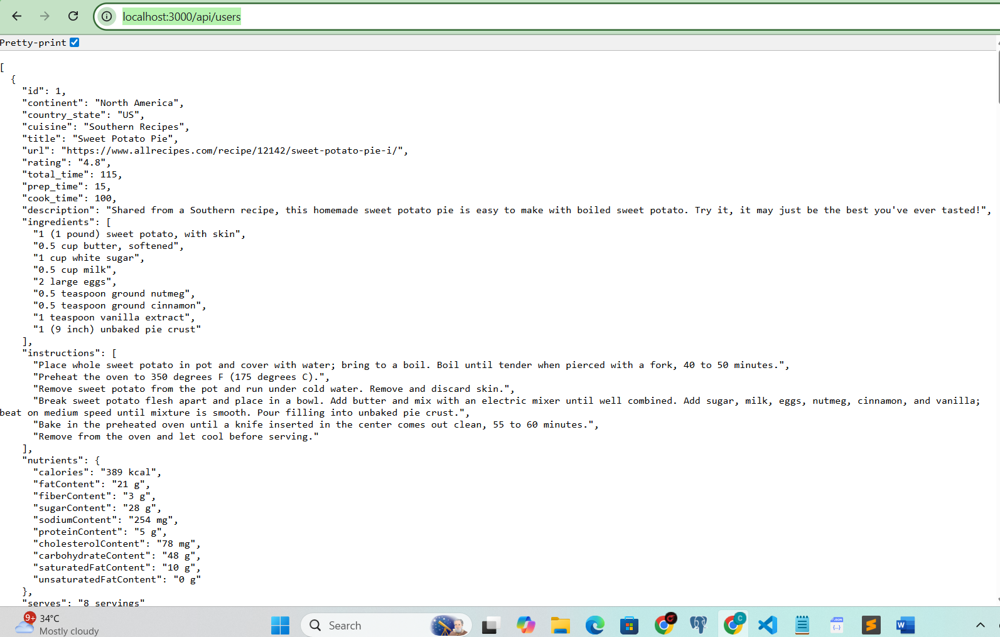 localhost:3000/api/users
Pretty-print
[
  {
    "id": 1,
    "continent": "North America",
    "country_state": "US",
    "cuisine": "Southern Recipes",
    "title": "Sweet Potato Pie",
    "url": "https://www.allrecipes.com/recipe/12142/sweet-potato-pie-i/",
    "rating": "4.8",
    "total_time": 115,
    "prep_time": 15,
    "cook_time": 100,
    "description": "Shared from a Southern recipe, this homemade sweet potato pie is easy to make with boiled sweet potato. Try it, it may just be the best you've ever tasted!",
    "ingredients": [
      "1 (1 pound) sweet potato, with skin",
      "0.5 cup butter, softened",
      "1 cup white sugar",
      "0.5 cup milk",
      "2 large eggs",
      "0.5 teaspoon ground nutmeg",
      "0.5 teaspoon ground cinnamon",
      "1 teaspoon vanilla extract",
      "1 (9 inch) unbaked pie crust"
    ],
    "instructions": [
      "Place whole sweet potato in pot and cover with water; bring to a boil. Boil until tender when pierced with a fork, 40 to 50 minutes.",
      "Preheat the oven to 350 degrees F (175 degrees C).",
      "Remove sweet potato from the pot and run under cold water. Remove and discard skin.",
      "Break sweet potato flesh apart and place in a bowl. Add butter and mix with an electric mixer until well combined. Add sugar, milk, eggs, nutmeg, cinnamon, and vanilla;
beat on medium speed until mixture is smooth. Pour filling into unbaked pie crust.",
      "Bake in the preheated oven until a knife inserted in the center comes out clean, 55 to 60 minutes.",
      "Remove from the oven and let cool before serving."
    ],
    "nutrients": {
      "calories": "389 kcal",
      "fatContent": "21 g",
      "fiberContent": "3 g",
      "sugarContent": "28 g",
      "sodiumContent": "254 mg",
      "proteinContent": "5 g",
      "cholesterolContent": "78 mg",
      "carbohydrateContent": "48 g",
      "saturatedFatContent": "10 g",
      "unsaturatedFatContent": "0 g"
    },
    "serves": "8 servings"
9+
34°C
Mostly cloudy
Search
C
JSON
{...}
S
W